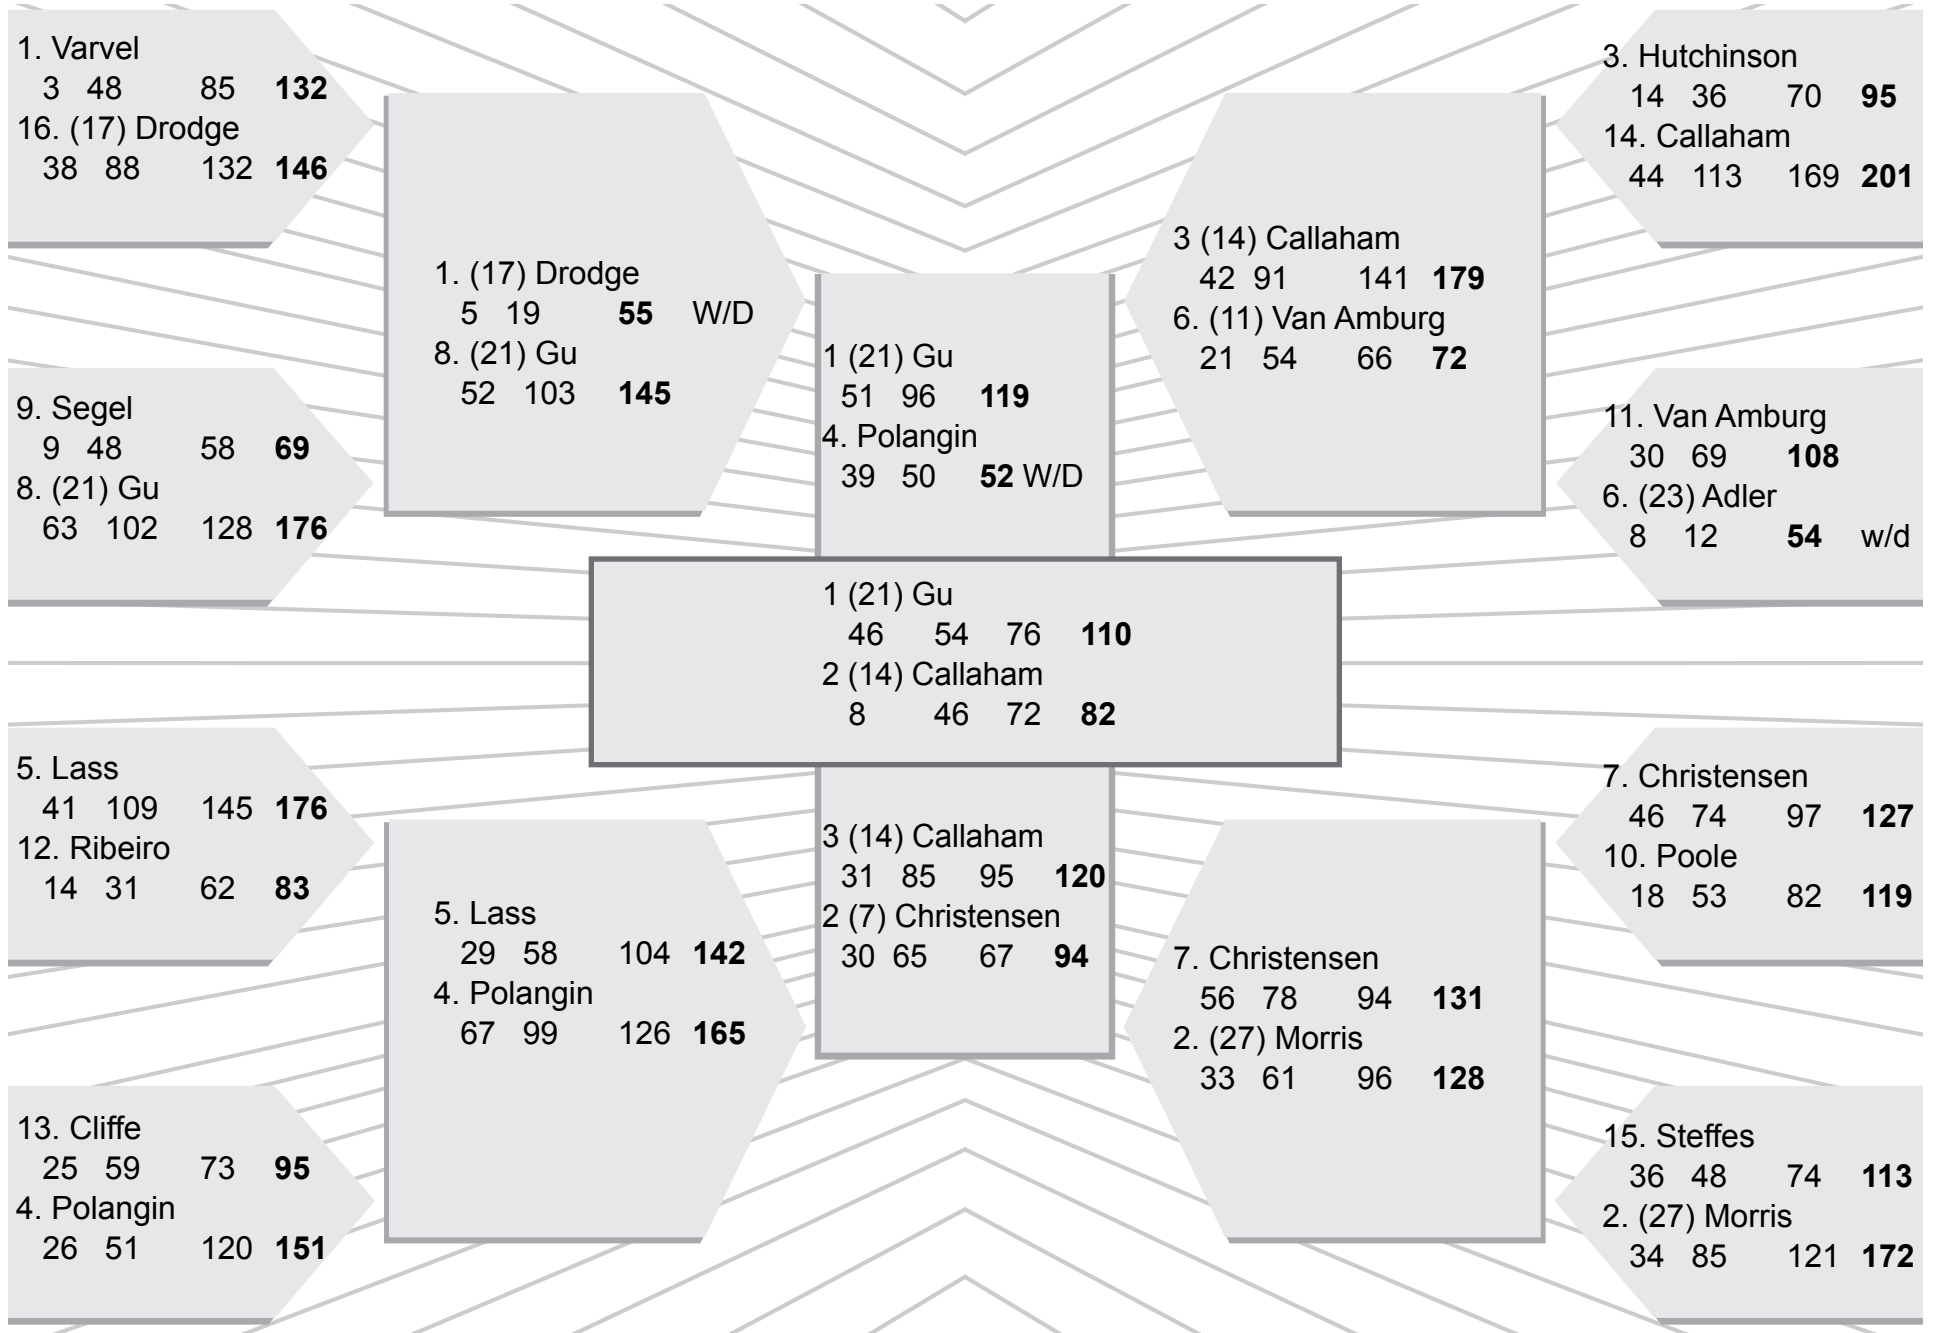 1. Varvel
3 48 85 132
16. (17) Drodge
38 88 132 146
9. Segel
9 48 58 69
8. (21) Gu
63 102 128 176
5. Lass
41 109 145 176
12. Ribeiro
14 31 62 83
13. Cliffe
25 59 73 95
4. Polangin
26 51 120 151
1. (17) Drodge
5 19 55 W/D
8. (21) Gu
52 103 145
5. Lass
29 58 104 142
4. Polangin
67 99 126 165
1 (21) Gu
51 96 119
4. Polangin
39 50 52 W/D
1 (21) Gu
46 54 76 110
2 (14) Callaham
8 46 72 82
3 (14) Callaham
31 85 95 120
2 (7) Christensen
30 65 67 94
3 (14) Callaham
42 91 141 179
6. (11) Van Amburg
21 54 66 72
7. Christensen
56 78 94 131
2. (27) Morris
33 61 96 128
3. Hutchinson
14 36 70 95
14. Callaham
44 113 169 201
11. Van Amburg
30 69 108
6. (23) Adler
8 12 54 w/d
7. Christensen
46 74 97 127
10. Poole
18 53 82 119
15. Steffes
36 48 74 113
2. (27) Morris
34 85 121 172